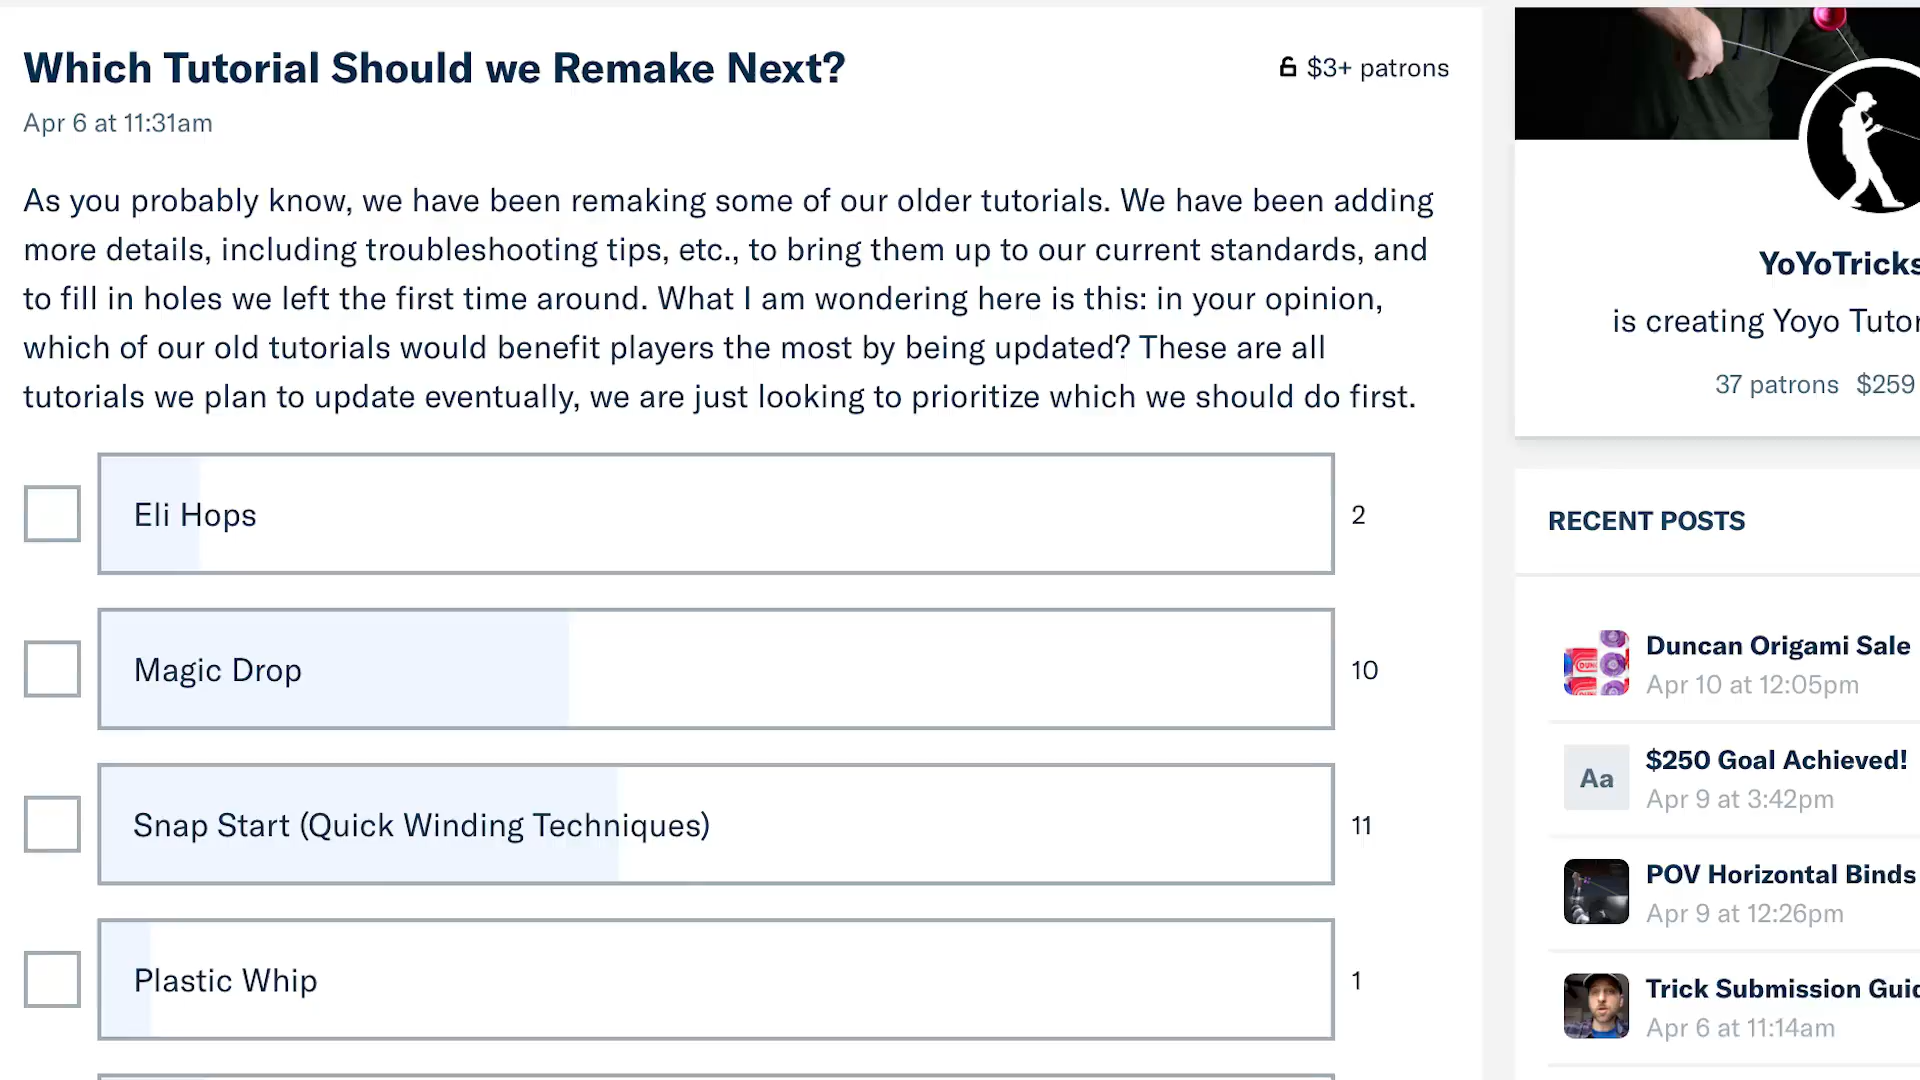 Which Tutorial Should we Remake Next?
$3+ patrons
Apr 6 at 11:31am
As you probably know, we have been remaking some of our older tutorials. We have been adding
more details, including troubleshooting tips, etc., to bring them up to our current standards, and
to fill in holes we left the first time around. What I am wondering here is this: in your opinion,
which of our old tutorials would benefit players the most by being updated? These are all
tutorials we plan to update eventually, we are just looking to prioritize which we should do first.
Eli Hops
2
Magic Drop
10
Snap Start (Quick Winding Techniques)
11
Plastic Whip
1
YoYoTricks
is creating Yoyo Tutor
37 patrons $259
RECENT POSTS
Duncan Origami Sale
Apr 10 at 12:05pm
Aa
$250 Goal Achieved!
Apr 9 at 3:42pm
POV Horizontal Binds
Apr 9 at 12:26pm
Trick Submission Guid
Apr 6 at 11:14am